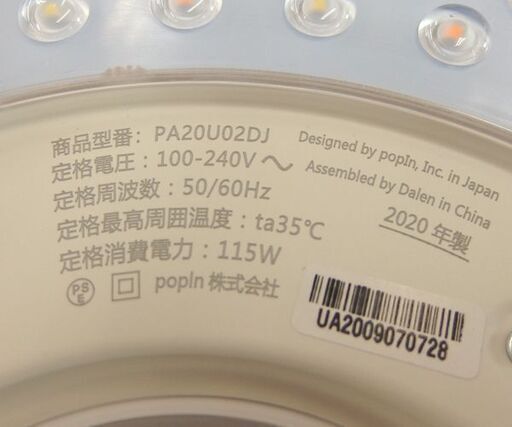 商品型番：PA20U02DJ
定格電圧：100-240V～
定格周波数：50/60Hz
定格最高周囲温度：ta35℃
定格消費電力：115W
PS E
popIn 株式会社
Designed by popIn, Inc. in Japan
Assembled by Dalen in China
2020 年製
UA2009070728